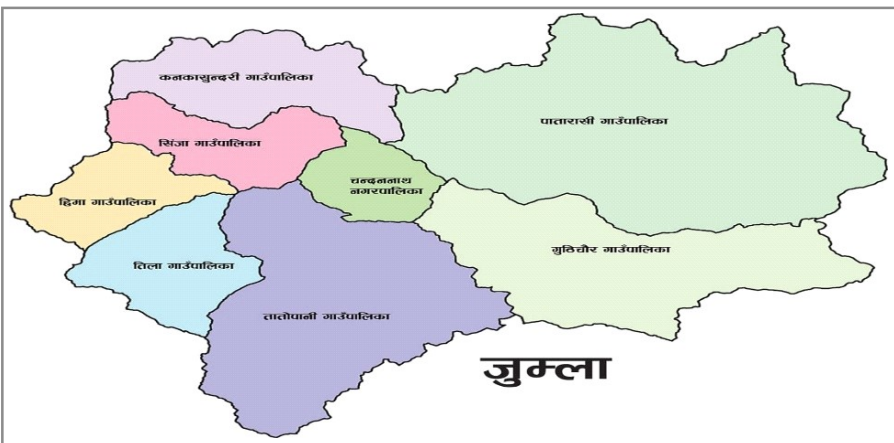 कनकासुन्दरी गाउँपालिका
पातारासी गाउँपालिका
सिंजा गाउँपालिका
चन्दननाथ
नगरपालिका
हिमा गाउँपालिका
गुठिचौर गाउँपालिका
तिला गाउँपालिका
तातोपानी गाउँपालिका
जुम्ला